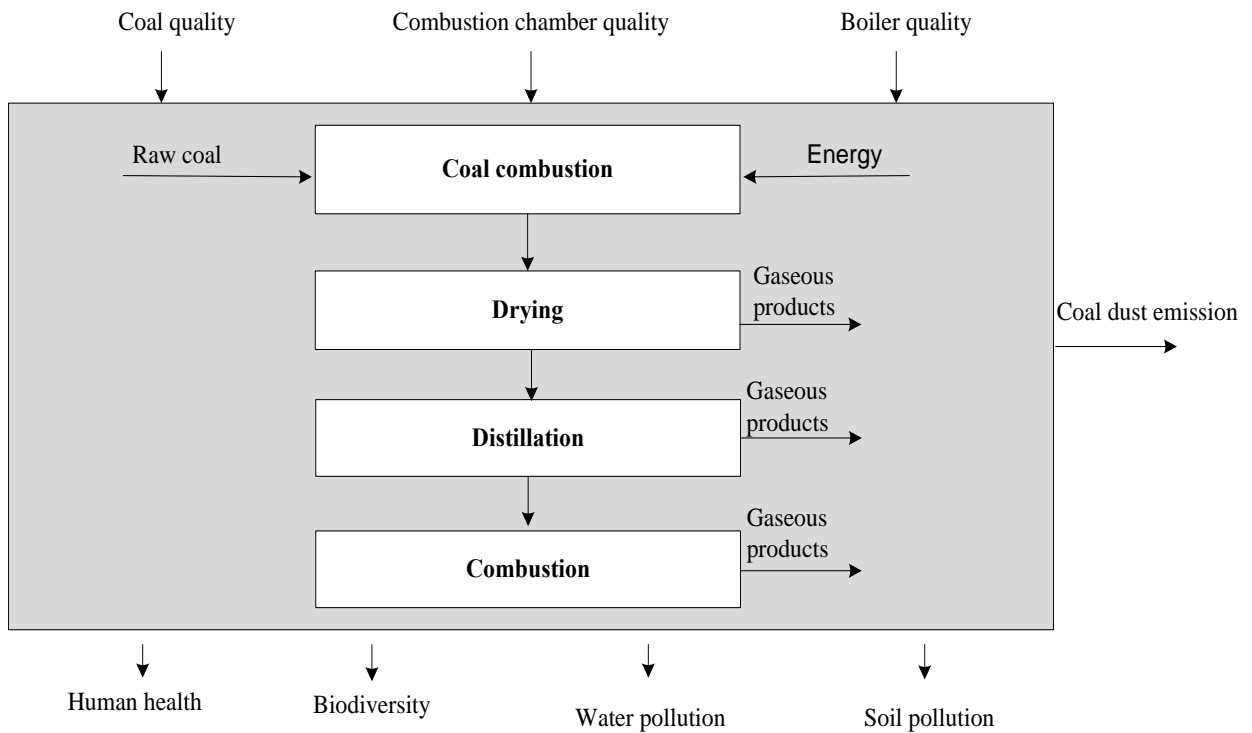 Coal quality
Combustion chamber quality
Boiler quality
Raw coal
Coal combustion
Energy
Drying
Gaseous
products
Coal dust emission
Distillation
Gaseous
products
Combustion
Gaseous
products
Human health
Biodiversity
Water pollution
Soil pollution